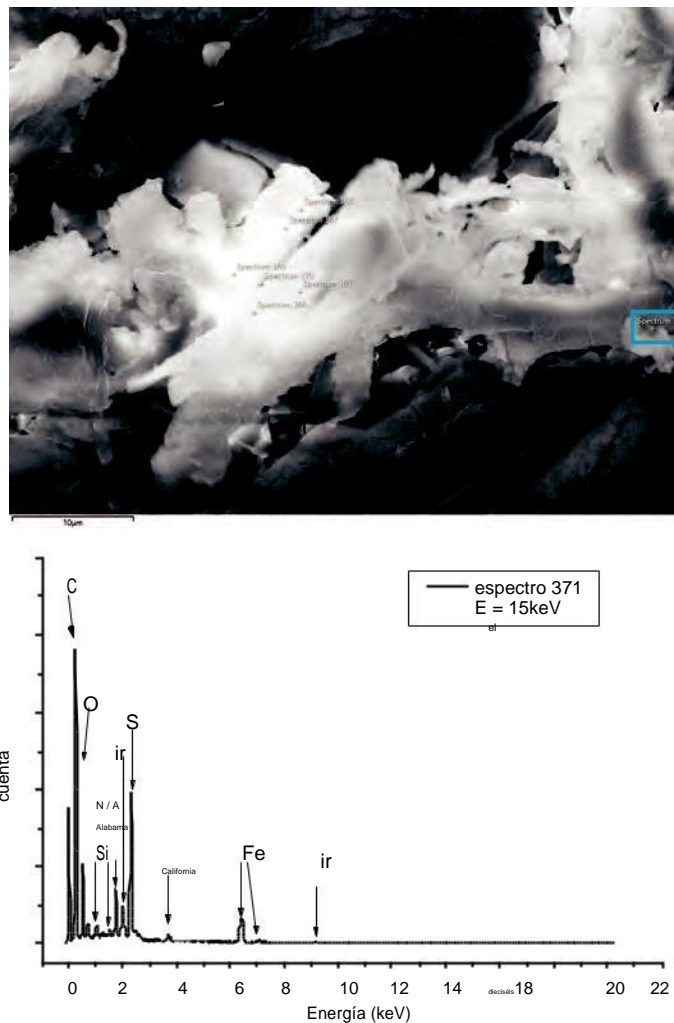 Spectrum 366
10µm
espectro 371
E = 15keV
el
C
O
S
ir
N / A
Alabama
Si
California
Fe
ir
cuenta
0 2 4 6 8 10 12 14 dieciséis 18 20 22
Energía (keV)